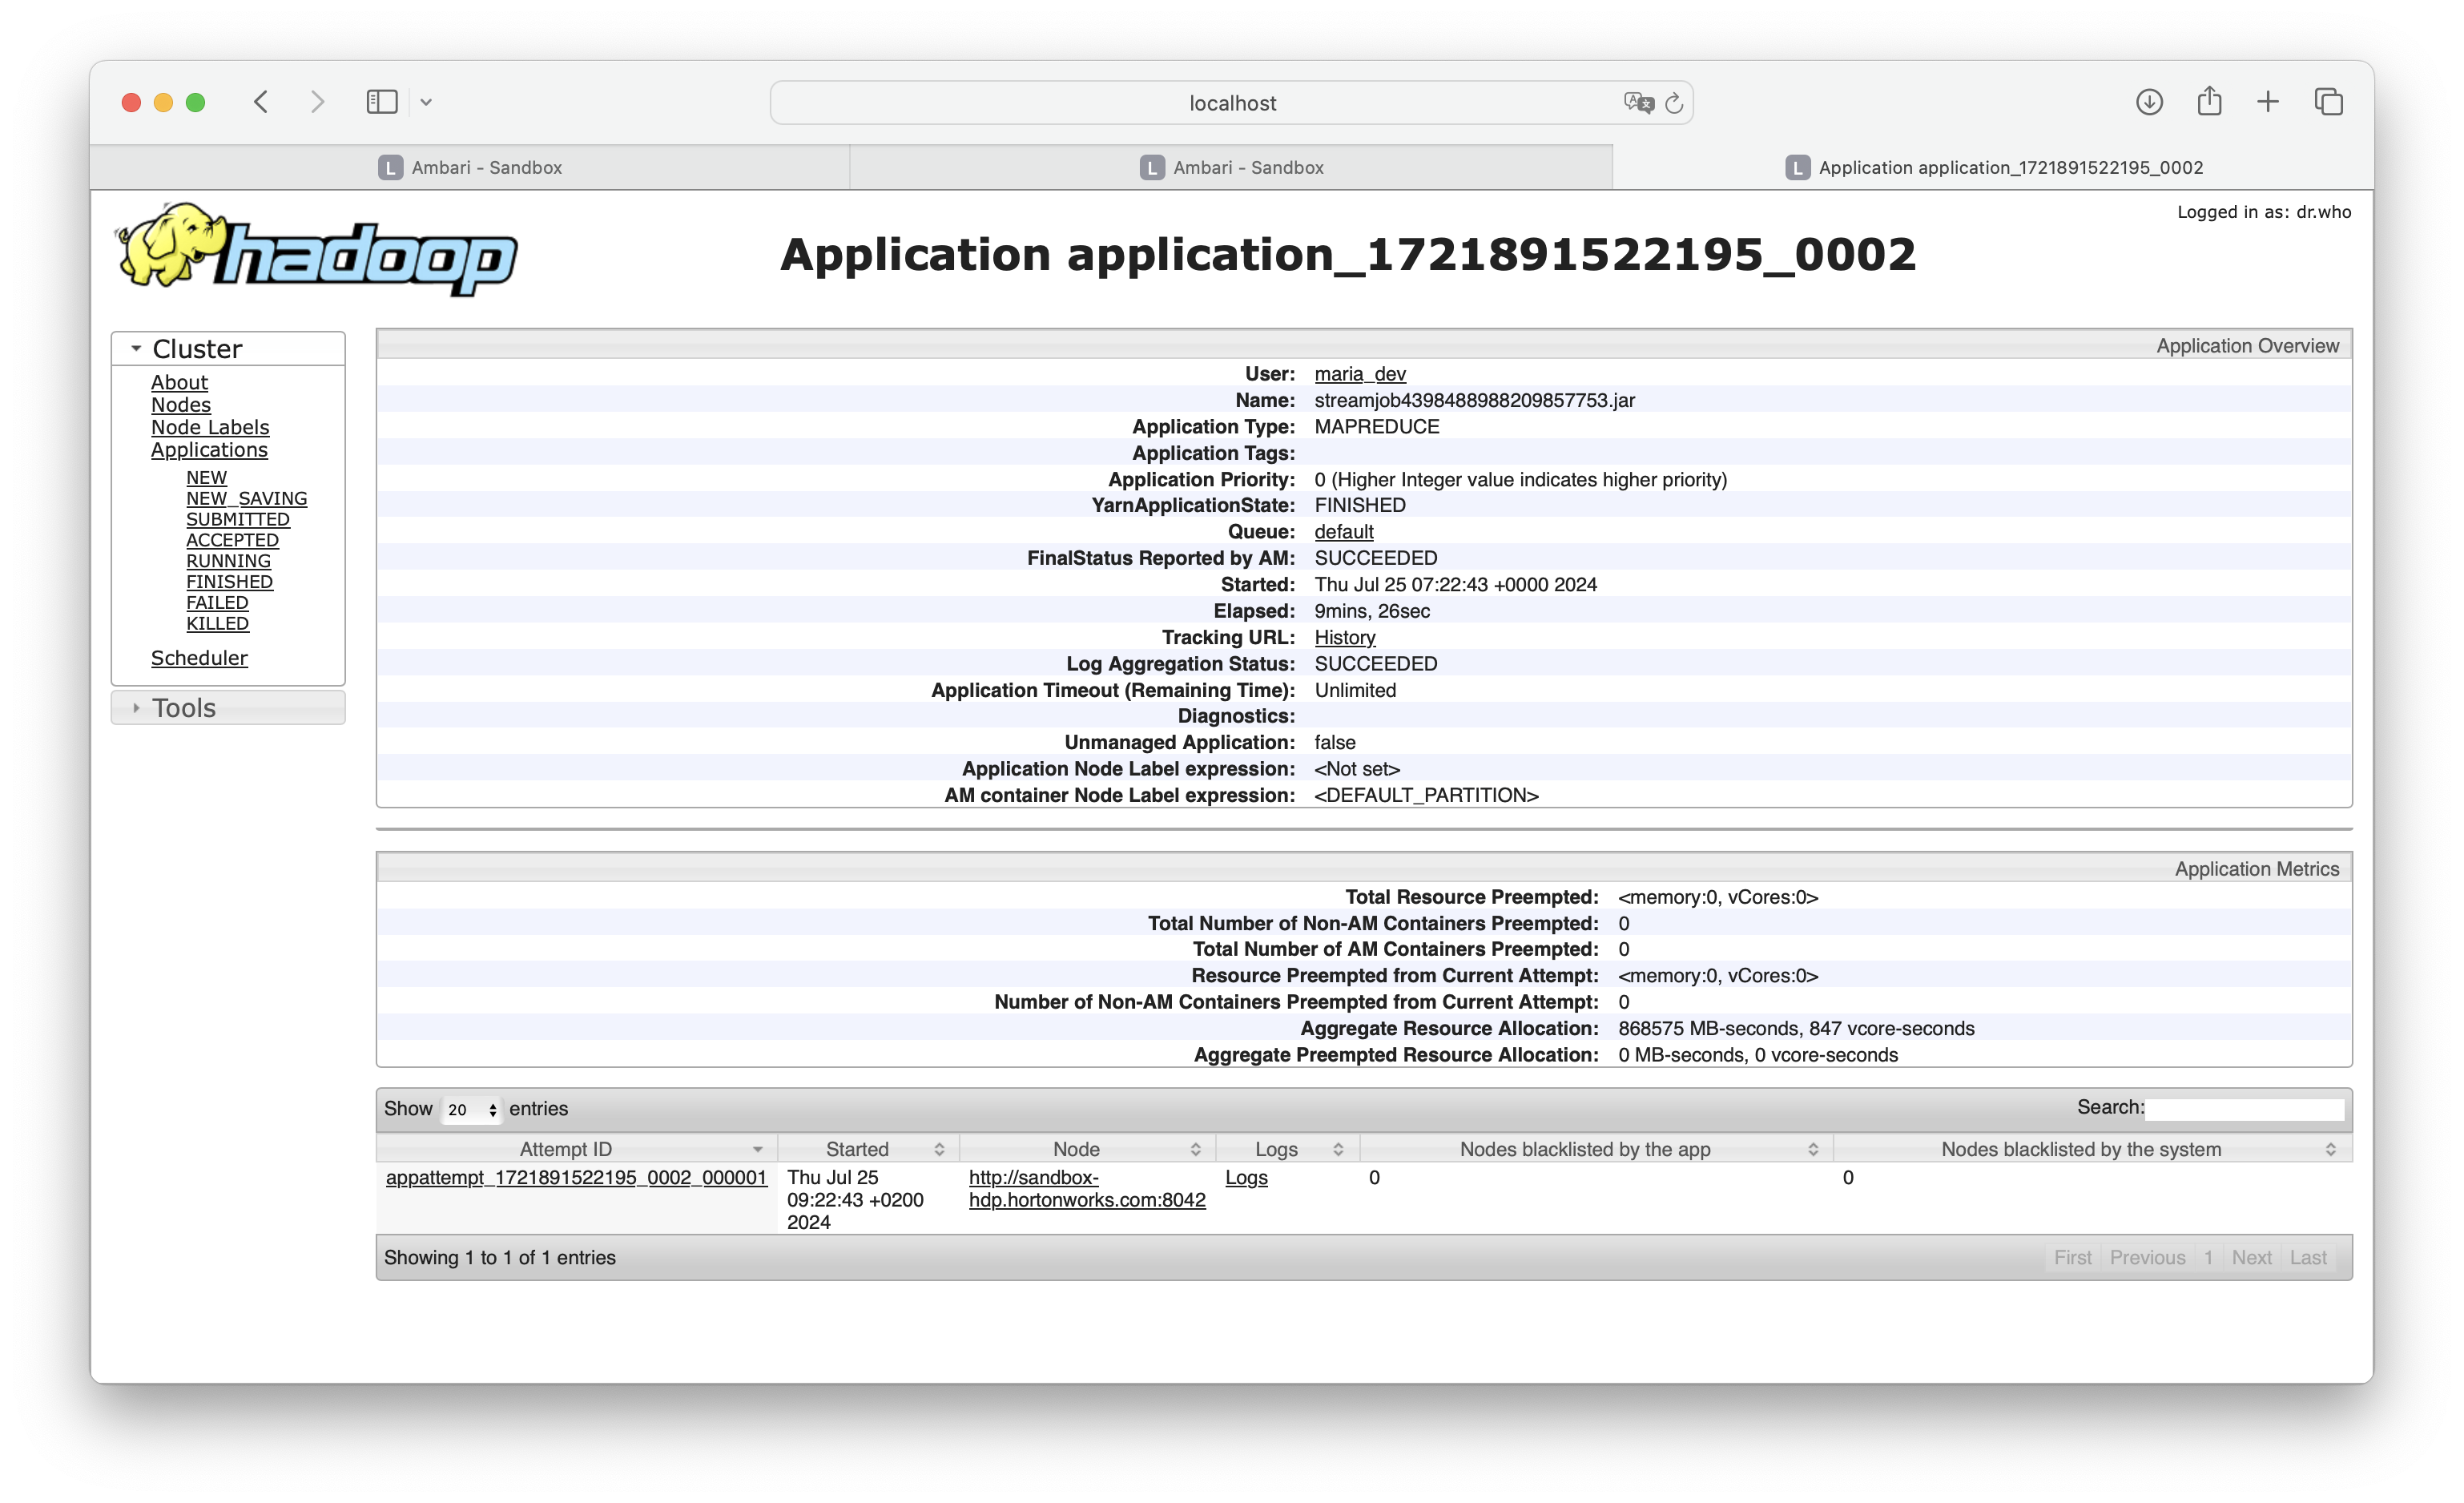 localhost
L Ambari - Sandbox
L Ambari - Sandbox
L Application application_1721891522195_0002
Logged in as: dr.who
hadoop
Application application_1721891522195_0002
Cluster
About
Nodes
Node Labels
Applications
NEW
NEW_SAVING
SUBMITTED
ACCEPTED
RUNNING
FINISHED
FAILED
KILLED
Scheduler
Tools
Application Overview
User: maria_dev
Name: streamjob4398488988209857753.jar
Application Type: MAPREDUCE
Application Tags:
Application Priority: 0 (Higher Integer value indicates higher priority)
YarnApplicationState: FINISHED
Queue: default
FinalStatus Reported by AM: SUCCEEDED
Started: Thu Jul 25 07:22:43 +0000 2024
Elapsed: 9mins, 26sec
Tracking URL: History
Log Aggregation Status: SUCCEEDED
Application Timeout (Remaining Time): Unlimited
Diagnostics:
Unmanaged Application: false
Application Node Label expression: <Not set>
AM container Node Label expression: <DEFAULT_PARTITION>
Application Metrics
Total Resource Preempted: <memory:0, vCores:0>
Total Number of Non-AM Containers Preempted: 0
Total Number of AM Containers Preempted: 0
Resource Preempted from Current Attempt: <memory:0, vCores:0>
Number of Non-AM Containers Preempted from Current Attempt: 0
Aggregate Resource Allocation: 868575 MB-seconds, 847 vcore-seconds
Aggregate Preempted Resource Allocation: 0 MB-seconds, 0 vcore-seconds
Show 20 entries Search:
Attempt ID Started Node Logs Nodes blacklisted by the app Nodes blacklisted by the system
appattempt_1721891522195_0002_000001 Thu Jul 25 http://sandbox- Logs 0 0
09:22:43 +0200 hdp.hortonworks.com:8042
2024
Showing 1 to 1 of 1 entries First Previous 1 Next Last